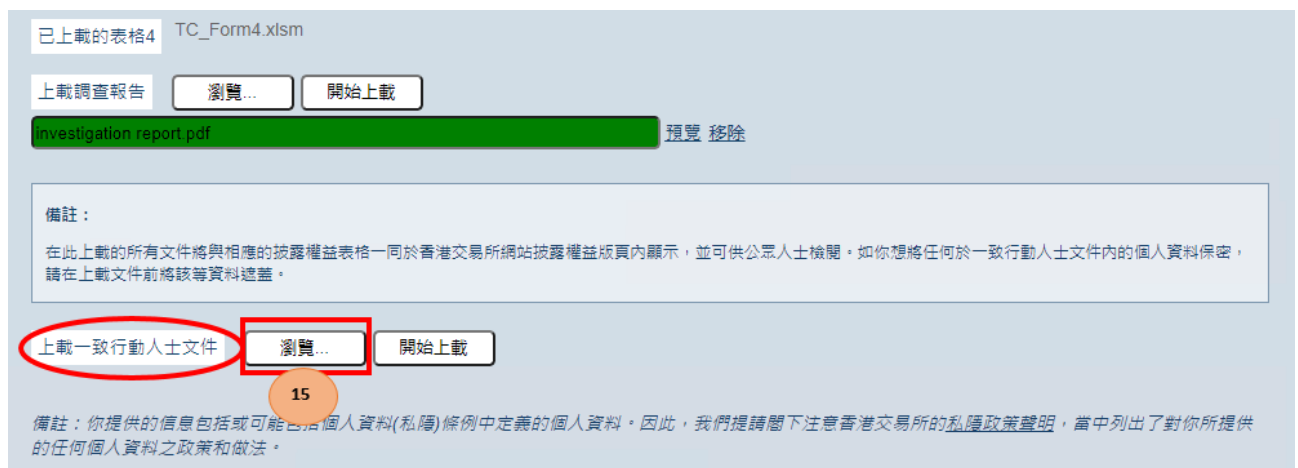 已上載的表格4 TC_Form4.xlsm
上載調查報告 瀏覽... 開始上載
investigation report.pdf 預覽 移除
備註：
在此上載的所有文件將與相應的披露權益表格一同於香港交易所網站披露權益版頁內顯示，並可供公眾人士檢閱。如你想將任何於一致行動人士文件內的個人資料保密，
請在上載文件前將該等資料遮蓋。
上載一致行動人士文件 瀏覽... 開始上載
15
備註：你提供的信息包括或可能包括個人資料(私隱)條例中定義的個人資料。因此，我們提請閣下注意香港交易所的私隱政策聲明，當中列出了對你所提供
的任何個人資料之政策和做法。